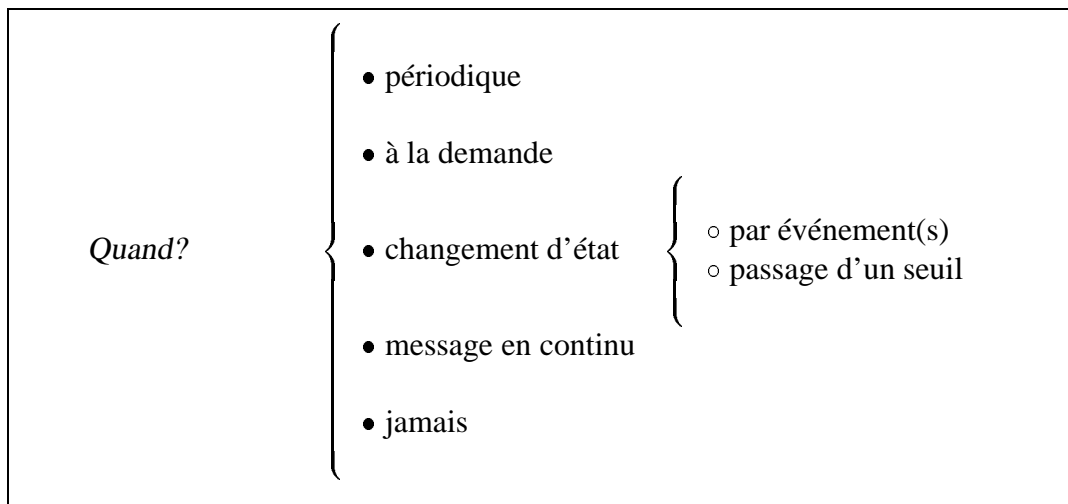 • périodique
• à la demande
Quand?
• changement d'état
○ par événement(s)
○ passage d'un seuil
• message en continu
• jamais